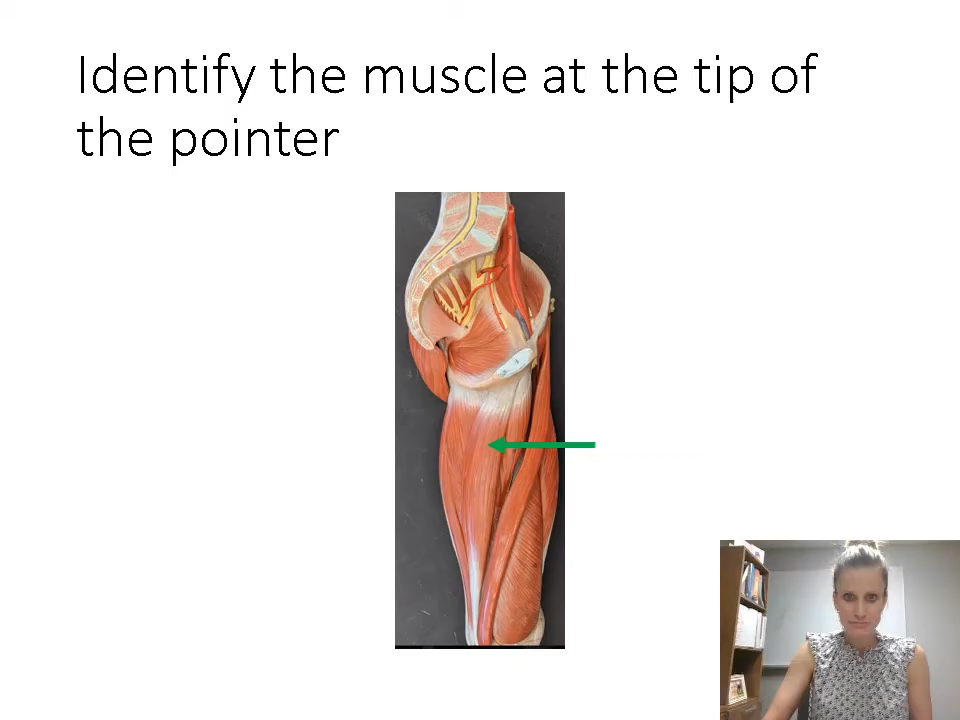 Identify the muscle at the tip of
the pointer